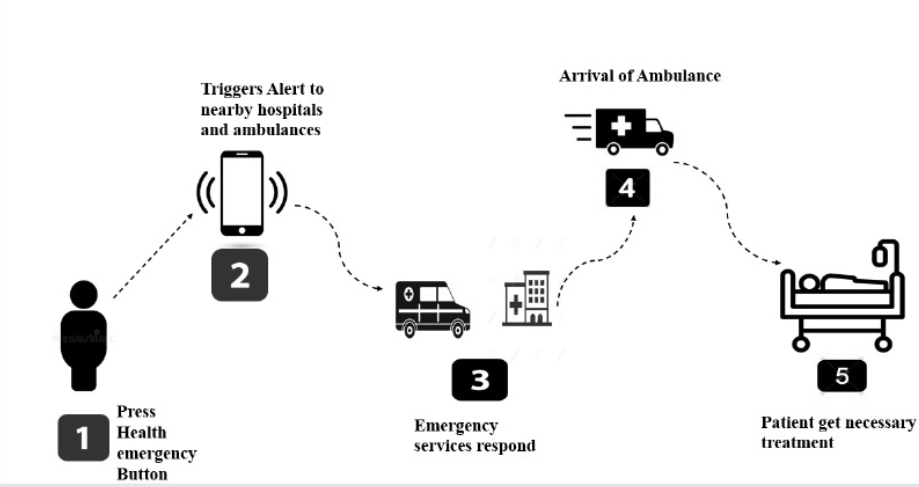 1
Press
Health
emergency
Button
Triggers Alert to
nearby hospitals
and ambulances
2
3
Emergency
services respond
Arrival of Ambulance
4
5
Patient get necessary
treatment